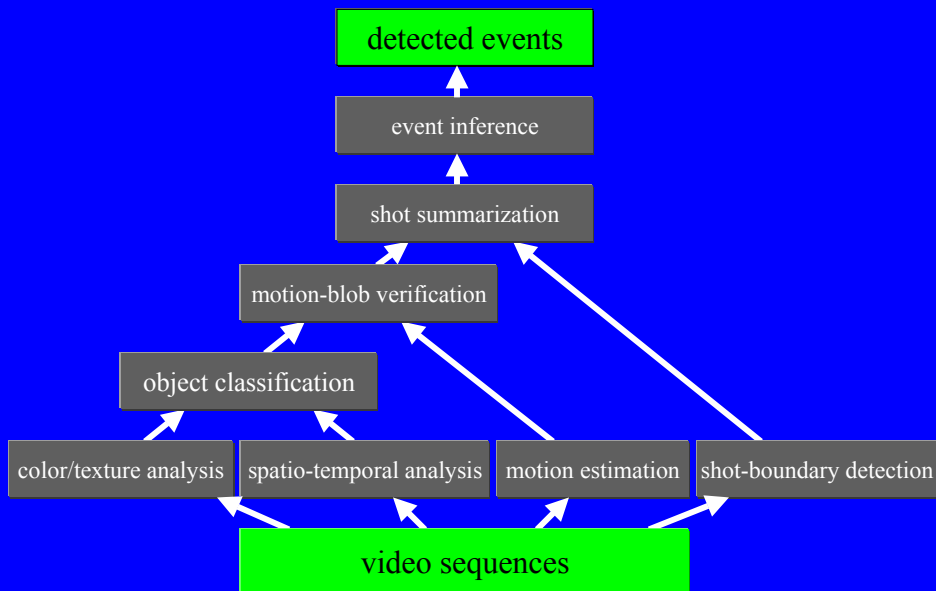 detected events
event inference
shot summarization
motion-blob verification
object classification
color/texture analysis
spatio-temporal analysis
motion estimation
shot-boundary detection
video sequences